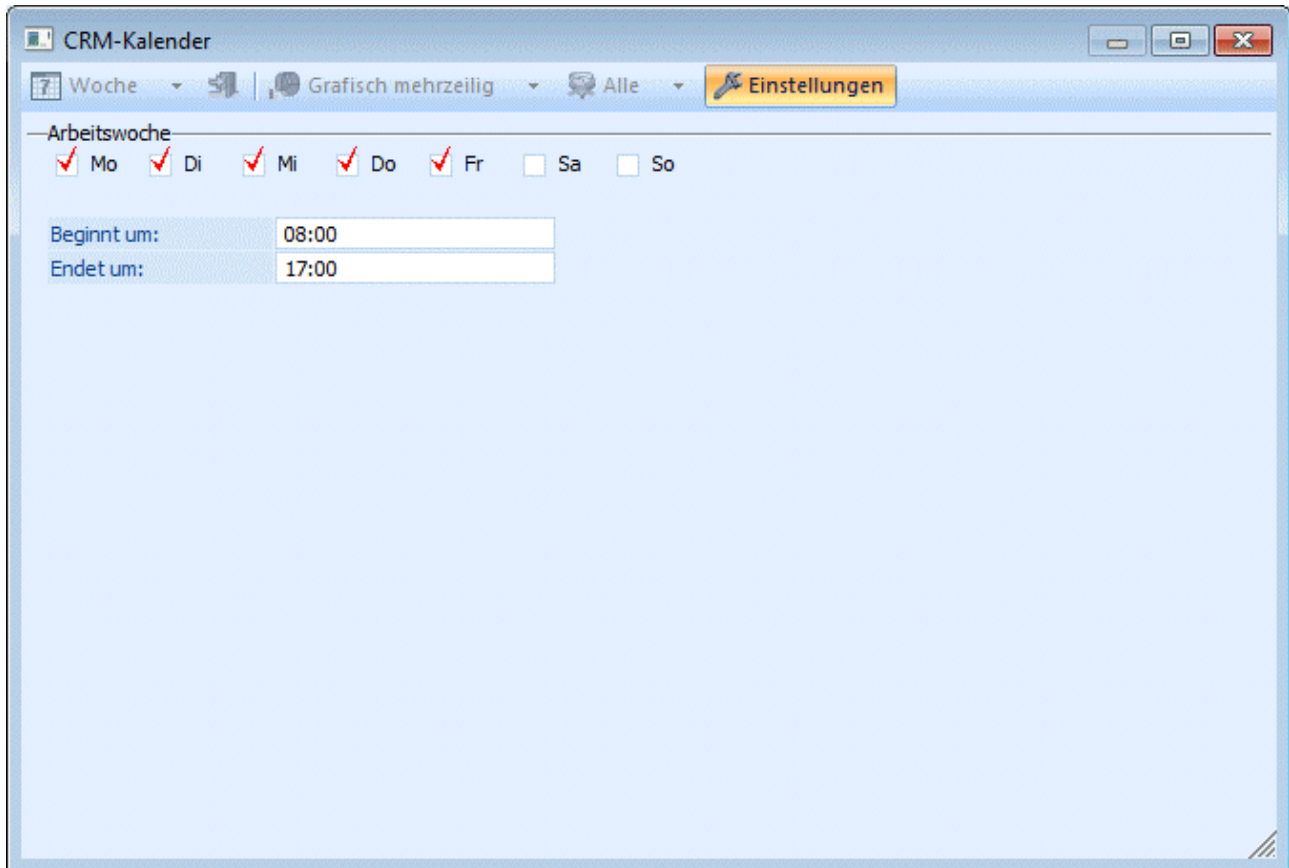 CRM-Kalender
7 Woche Grafisch mehrzeilig Alle Einstellungen
Arbeitswoche
Mo Di Mi Do Fr Sa So
Beginnt um: 08:00
Endet um: 17:00